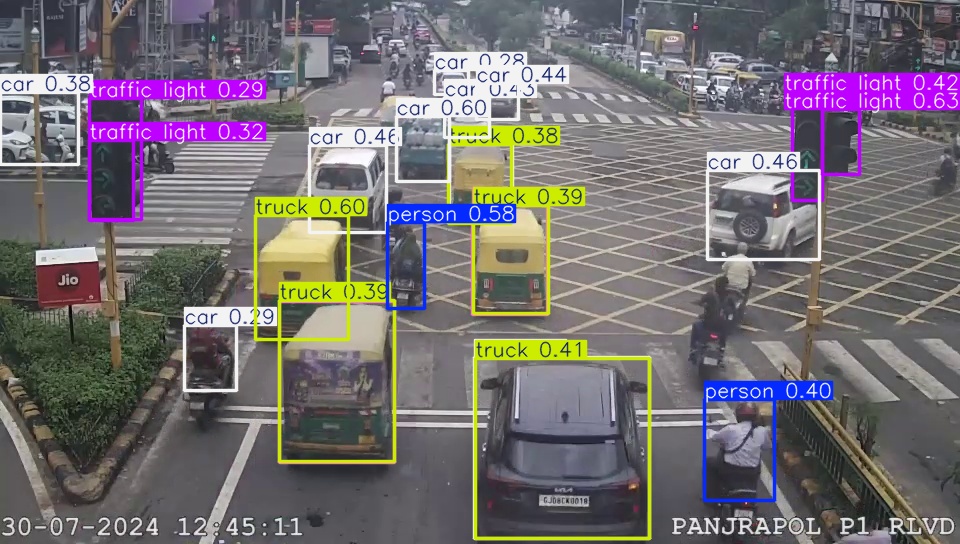 car 0.28
car 0.44
car 0.43
traffic light 0.42
car 0.38
traffic light 0.29
traffic light 0.63
car 0.60
traffic light 0.32
car 0.46
truck 0.38
car 0.46
truck 0.60
person 0.58
truck 0.39
Jio
truck 0.39
car 0.29
truck 0.41
person 0.40
KIA
GJ08CK0018
30-07-2024 12:45:11
PANJRAPOL P1 RLVD